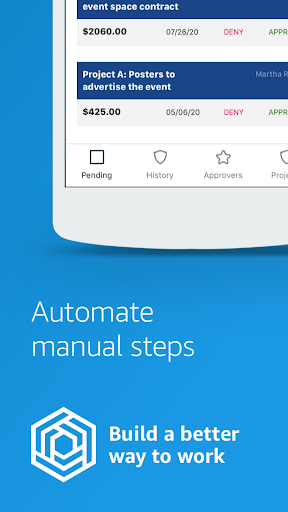 event space contract
$2060.00 07/26/20 DENY APPR
Project A: Posters to Martha R
advertise the event
$425.00 05/06/20 DENY APPR
Pending History Approvers Proje
Automate
manual steps
Build a better
way to work